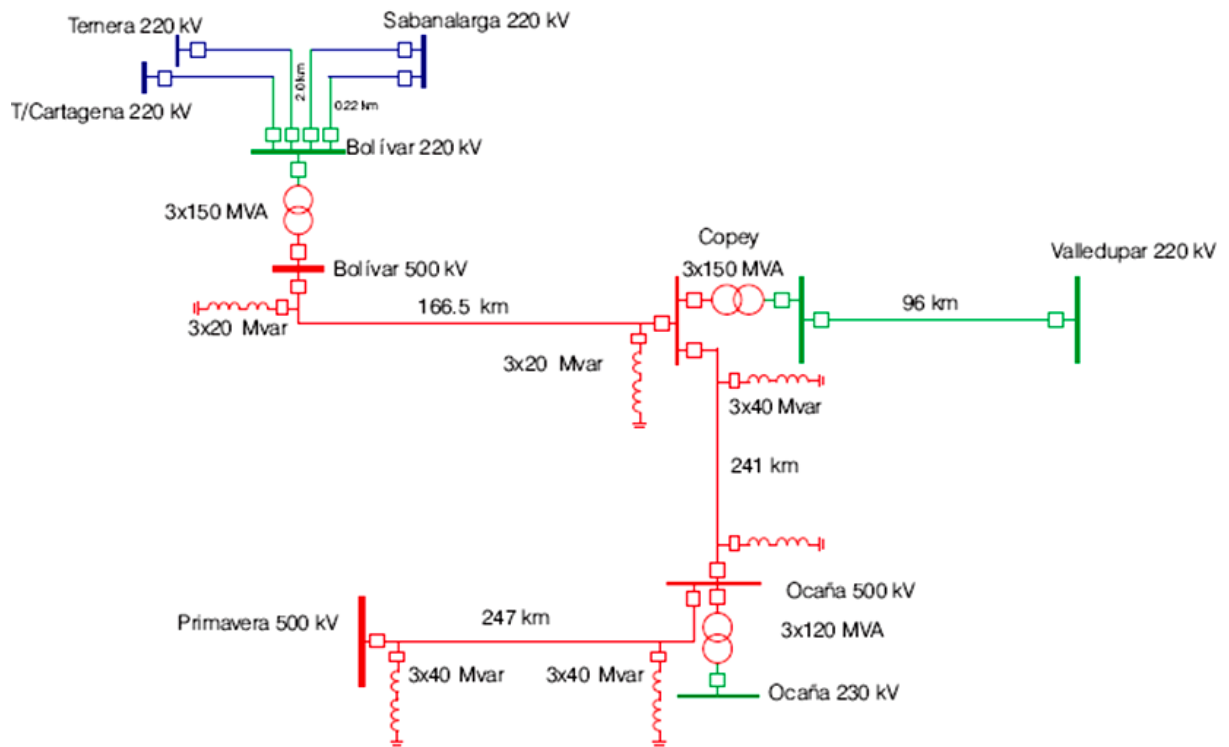 Ternera 220 kV
Sabanalarga 220 kV
T/Cartagena 220 kV
2.0 km
0.22 km
Bolívar 220 kV
3x150 MVA
Bolívar 500 kV
3x20 Mvar
166.5 km
3x20 Mvar
Copey
3x150 MVA
Valledupar 220 kV
96 km
3x40 Mvar
241 km
Ocaña 500 kV
3x120 MVA
Primavera 500 kV
247 km
3x40 Mvar
3x40 Mvar
Ocaña 230 kV